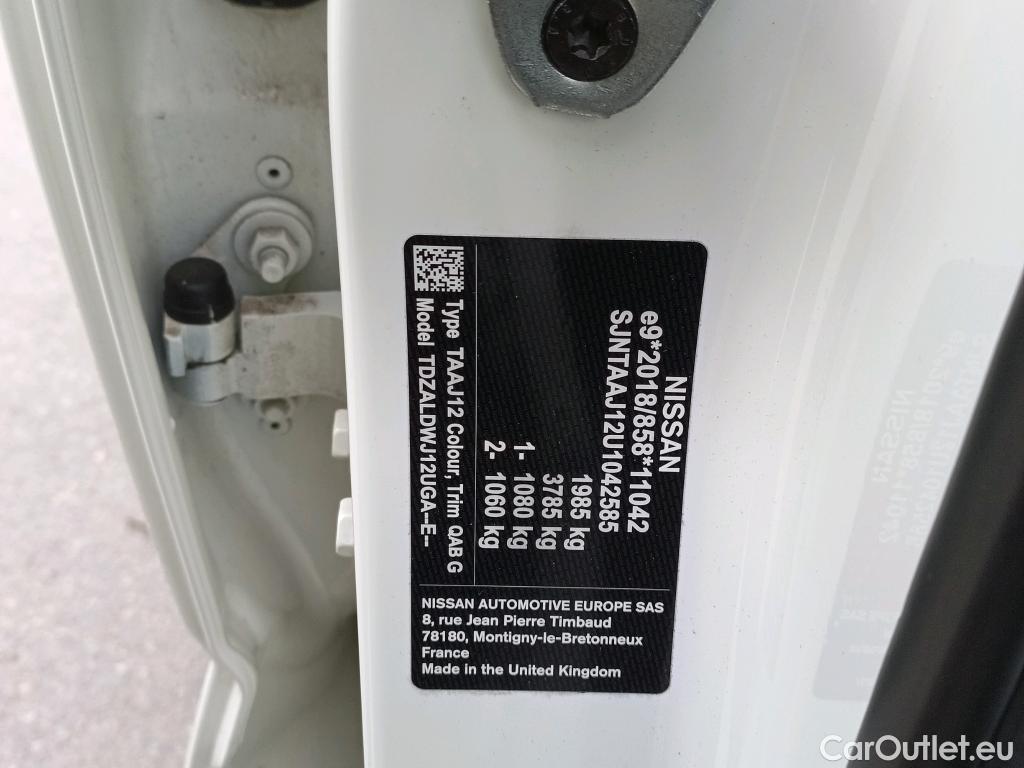 NISSAN
e9*2018/858*11042
SJNTAAJ12U1042585
1985 kg
3785 kg
1- 1080 kg
2- 1060 kg
Type TAAJ12 Colour, Trim QAB G
Model TDZALDWJ12UGA--E--
NISSAN AUTOMOTIVE EUROPE SAS
8, rue Jean Pierre Timbaud
78180, Montigny-le-Bretonneux
France
Made in the United Kingdom
CarOutlet.eu